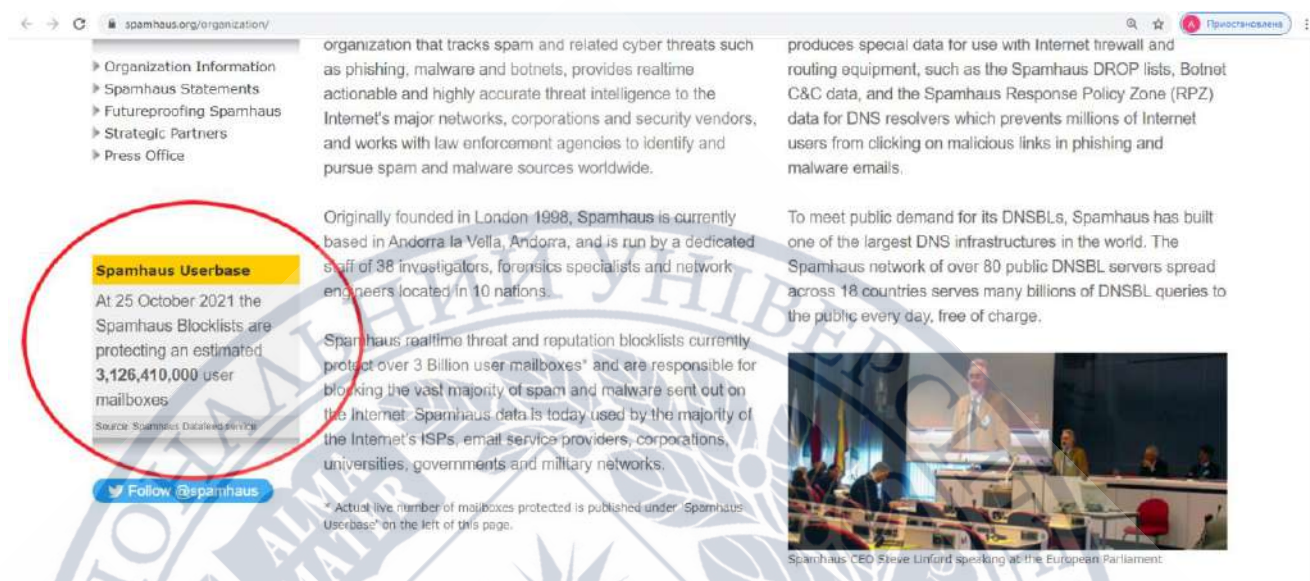 spamhaus.org/organization/
Приостановлена
Organization Information
Spamhaus Statements
Futureproofing Spamhaus
Strategic Partners
Press Office
Spamhaus Userbase
At 25 October 2021 the
Spamhaus Blocklists are
protecting an estimated
3,126,410,000 user
mailboxes
Source: Spamhaus Datafeed service
Follow @spamhaus
organization that tracks spam and related cyber threats such
as phishing, malware and botnets, provides realtime
actionable and highly accurate threat intelligence to the
Internet's major networks, corporations and security vendors,
and works with law enforcement agencies to identify and
pursue spam and malware sources worldwide.
Originally founded in London 1998, Spamhaus is currently
based in Andorra la Vella, Andorra, and is run by a dedicated
staff of 38 investigators, forensics specialists and network
engineers located in 10 nations.
Spamhaus realtime threat and reputation blocklists currently
protect over 3 Billion user mailboxes* and are responsible for
blocking the vast majority of spam and malware sent out on
the Internet. Spamhaus data is today used by the majority of
the Internet's ISPs, email service providers, corporations,
universities, governments and military networks.
* Actual live number of mailboxes protected is published under 'Spamhaus
Userbase' on the left of this page.
produces special data for use with Internet firewall and
routing equipment, such as the Spamhaus DROP lists, Botnet
C&C data, and the Spamhaus Response Policy Zone (RPZ)
data for DNS resolvers which prevents millions of Internet
users from clicking on malicious links in phishing and
malware emails.
To meet public demand for its DNSBLs, Spamhaus has built
one of the largest DNS infrastructures in the world. The
Spamhaus network of over 80 public DNSBL servers spread
across 18 countries serves many billions of DNSBL queries to
the public every day, free of charge.
Spamhaus CEO Steve Linford speaking at the European Parliament
ALMA
MATER